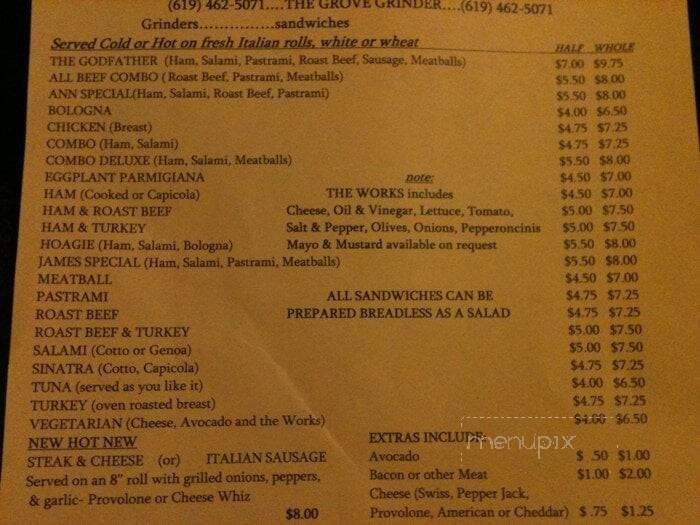 (619) 462-5071....THE GROVE GRINDER....(619) 462-5071
Grinders...............sandwiches
Served Cold or Hot on fresh Italian rolls, white or wheat HALF WHOLE
THE GODFATHER (Ham, Salami, Pastrami, Roast Beef, Sausage, Meatballs) $7.00 $9.75
ALL BEEF COMBO ( Roast Beef, Pastrami, Meatballs) $5.50 $8.00
ANN SPECIAL(Ham, Salami, Roast Beef, Pastrami) $5.50 $8.00
BOLOGNA $4.00 $6.50
CHICKEN (Breast) $4.75 $7.25
COMBO (Ham, Salami) $4.75 $7.25
COMBO DELUXE (Ham, Salami, Meatballs) $5.50 $8.00
EGGPLANT PARMIGIANA note: $4.50 $7.00
HAM (Cooked or Capicola) THE WORKS includes $4.50 $7.00
HAM & ROAST BEEF Cheese, Oil & Vinegar, Lettuce, Tomato, $5.00 $7.50
HAM & TURKEY Salt & Pepper, Olives, Onions, Pepperoncinis $5.00 $7.50
HOAGIE (Ham, Salami, Bologna) Mayo & Mustard available on request $5.50 $8.00
JAMES SPECIAL (Ham, Salami, Pastrami, Meatballs) $5.50 $8.00
MEATBALL $4.50 $7.00
PASTRAMI ALL SANDWICHES CAN BE $4.75 $7.25
ROAST BEEF PREPARED BREADLESS AS A SALAD $4.75 $7.25
ROAST BEEF & TURKEY $5.00 $7.50
SALAMI (Cotto or Genoa) $5.00 $7.50
SINATRA (Cotto, Capicola) $4.75 $7.25
TUNA (served as you like it) $4.00 $6.50
TURKEY (oven roasted breast) $4.75 $7.25
VEGETARIAN (Cheese, Avocado and the Works) $4.00 $6.50
NEW HOT NEW EXTRAS INCLUDE:
menupix
STEAK & CHEESE (or) ITALIAN SAUSAGE Avocado $ .50 $1.00
Served on an 8" roll with grilled onions, peppers, Bacon or other Meat $1.00 $2.00
& garlic- Provolone or Cheese Whiz Cheese (Swiss, Pepper Jack,
$8.00 Provolone, American or Cheddar) $ .75 $1.25